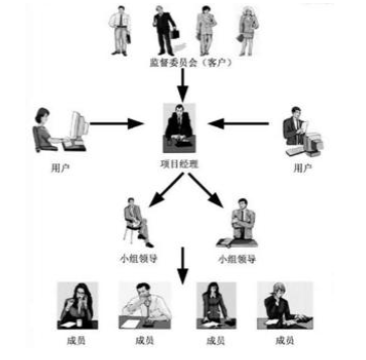 监督委员会（客户）
用户
项目经理
用户
小组领导
小组领导
成员
成员
成员
成员